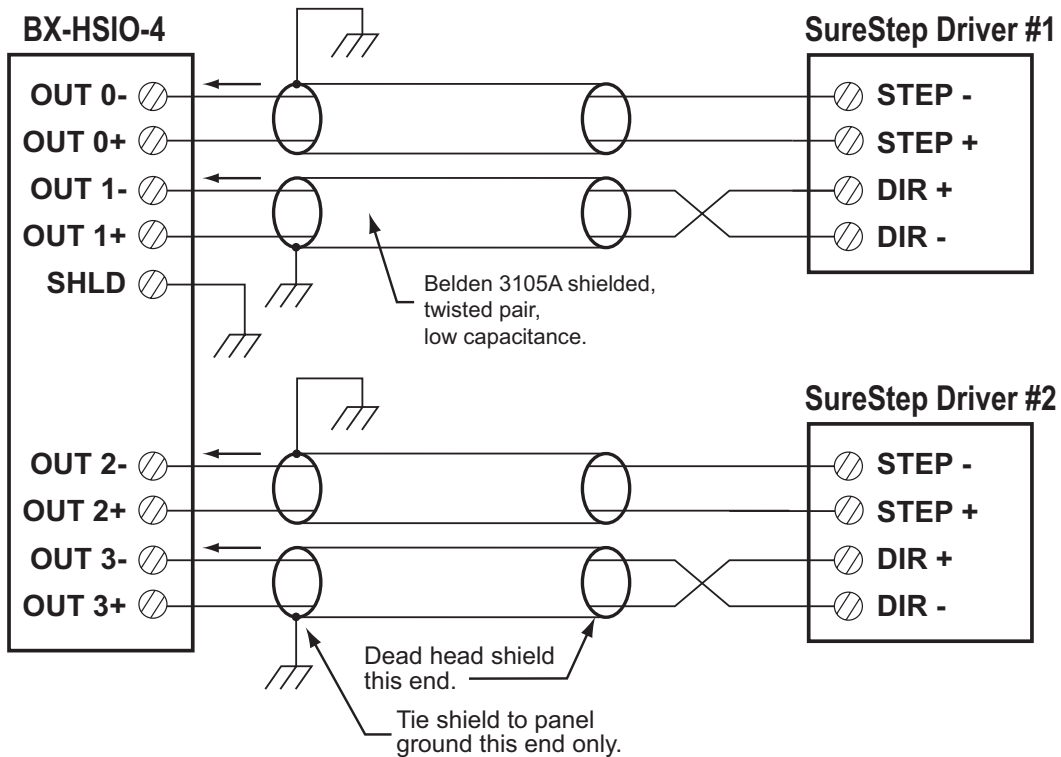 BX-HSIO-4
SureStep Driver #1
OUT 0-
STEP -
OUT 0+
STEP +
OUT 1-
DIR +
OUT 1+
DIR -
SHLD
Belden 3105A shielded,
twisted pair,
low capacitance.
SureStep Driver #2
OUT 2-
STEP -
OUT 2+
STEP +
OUT 3-
DIR +
OUT 3+
DIR -
Dead head shield
this end.
Tie shield to panel
ground this end only.